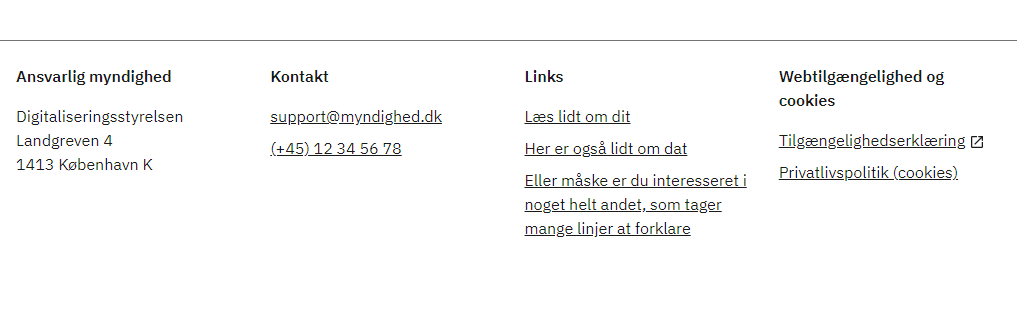 Ansvarlig myndighed
Digitaliseringsstyrelsen
Landgreven 4
1413 København K
Kontakt
support@myndighed.dk
(+45) 12 34 56 78
Links
Læs lidt om dit
Her er også lidt om dat
Eller måske er du interesseret i
noget helt andet, som tager
mange linjer at forklare
Webtilgængelighed og
cookies
Tilgængelighedserklæring
Privatlivspolitik (cookies)